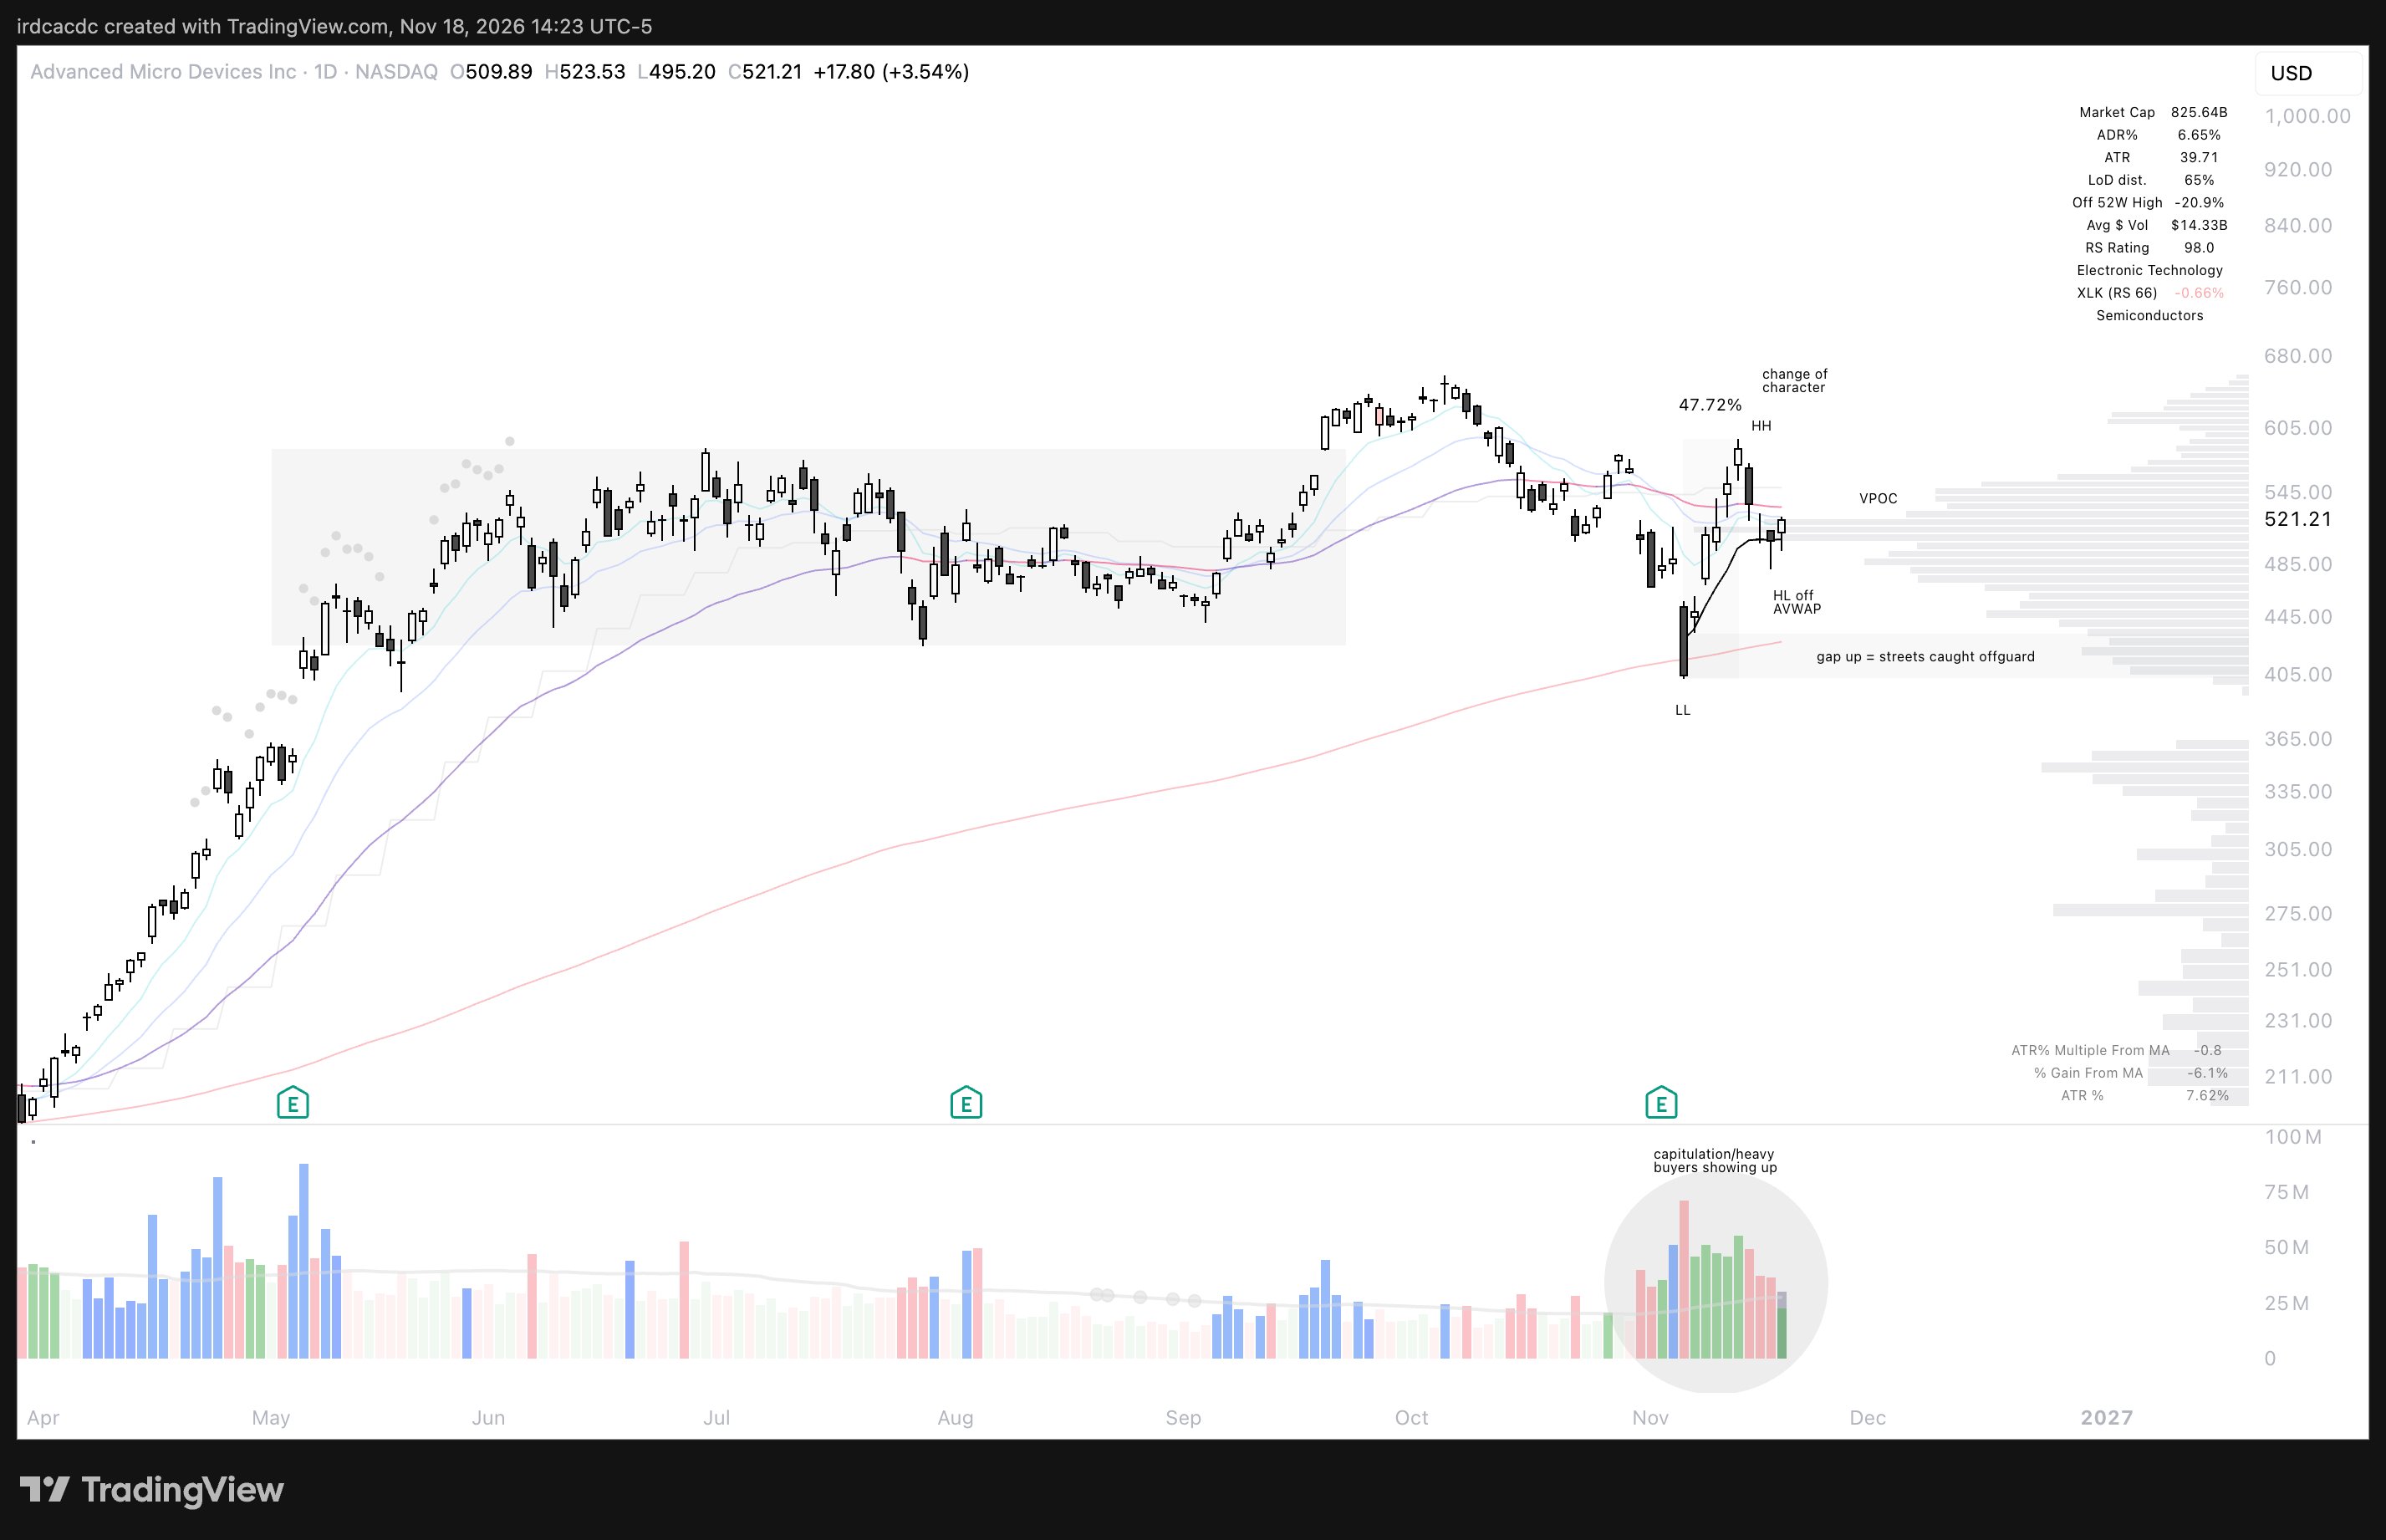 irdcacdc created with TradingView.com, Nov 18, 2026 14:23 UTC-5
Advanced Micro Devices Inc · 1D · NASDAQ O509.89 H523.53 L495.20 C521.21 +17.80 (+3.54%)
USD
Market Cap 825.64B
ADR% 6.65%
ATR 39.71
LoD dist. 65%
Off 52W High -20.9%
Avg $ Vol $14.33B
RS Rating 98.0
Electronic Technology
XLK (RS 66) -0.66%
Semiconductors
1,000.00
920.00
840.00
760.00
680.00
605.00
545.00
521.21
485.00
445.00
405.00
365.00
335.00
305.00
275.00
251.00
231.00
211.00
change of
character
47.72%
HH
VPOC
HL off
AVWAP
gap up = streets caught offguard
LL
ATR% Multiple From MA -0.8
% Gain From MA -6.1%
ATR % 7.62%
E
E
E
capitulation/heavy
buyers showing up
100 M
75 M
50 M
25 M
0
Apr May Jun Jul Aug Sep Oct Nov Dec 2027
TradingView